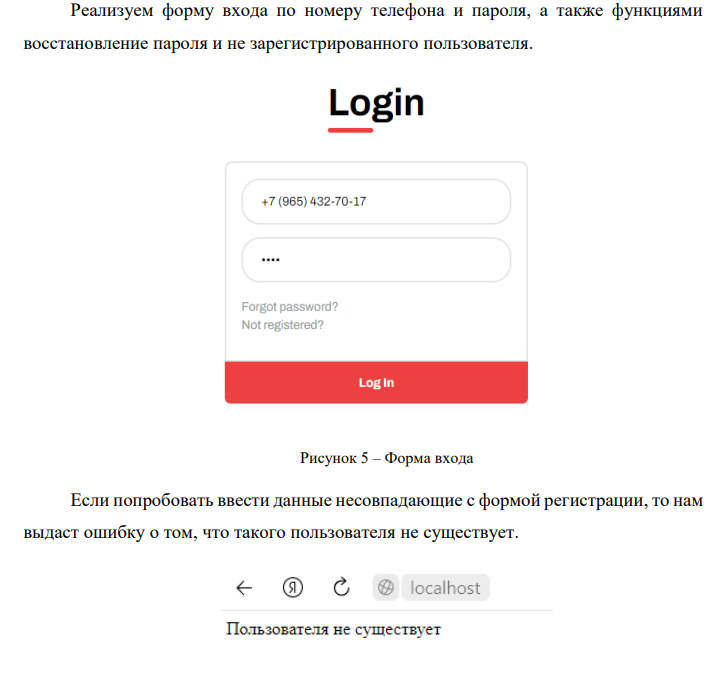 Реализуем форму входа по номеру телефона и пароля, а также функциями
восстановление пароля и не зарегистрированного пользователя.
Login
+7 (965) 432-70-17
••••
Forgot password?
Not registered?
Log In
Рисунок 5 – Форма входа
Если попробовать ввести данные несовпадающие с формой регистрации, то нам
выдаст ошибку о том, что такого пользователя не существует.
Я localhost
Пользователя не существует